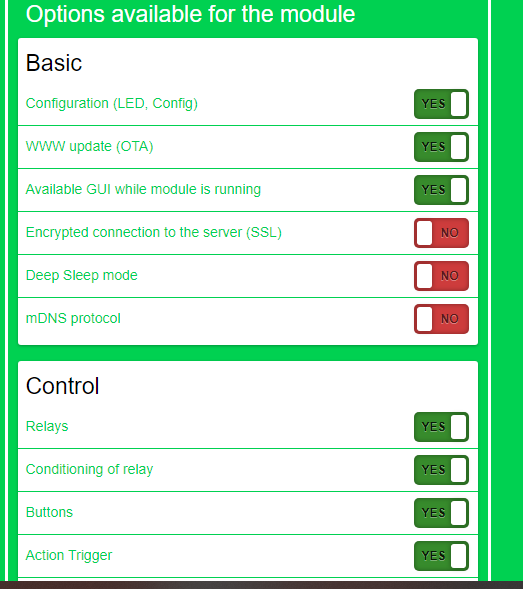 Options available for the module
Basic
Configuration (LED, Config) YES
WWW update (OTA) YES
Available GUI while module is running YES
Encrypted connection to the server (SSL) NO
Deep Sleep mode NO
mDNS protocol NO
Control
Relays YES
Conditioning of relay YES
Buttons YES
Action Trigger YES